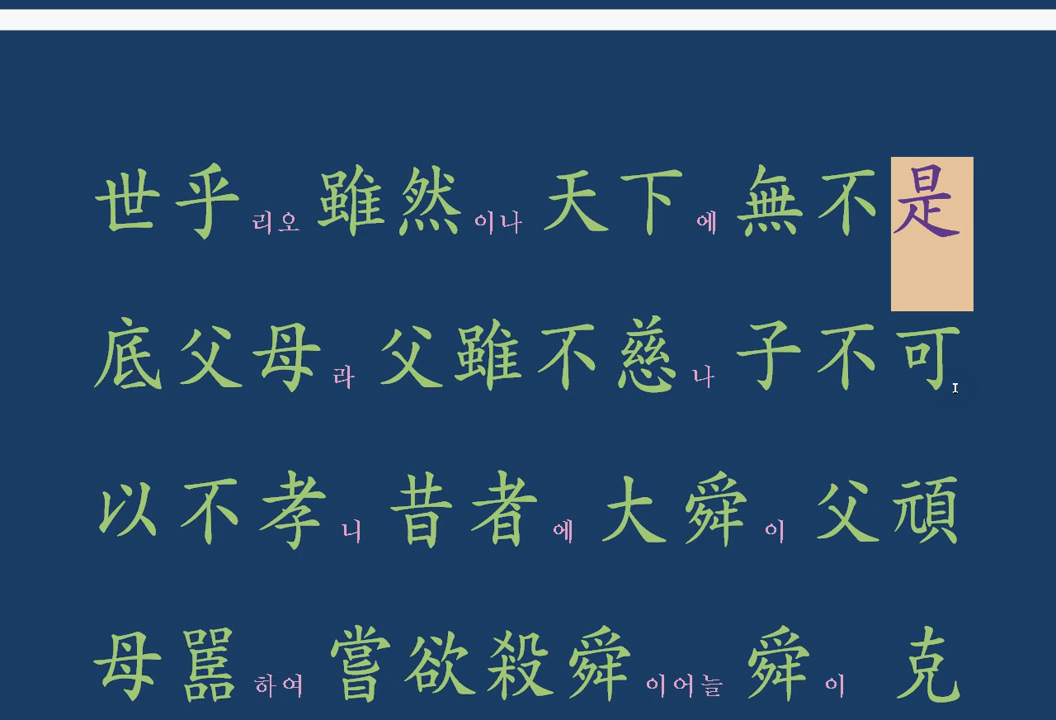 世乎리오 雖然이나 天下에 無不是
底父母라 父雖不慈나 子不可
以不孝니 昔者에 大舜이 父頑
母嚚하여 嘗欲殺舜이어늘 舜이 克